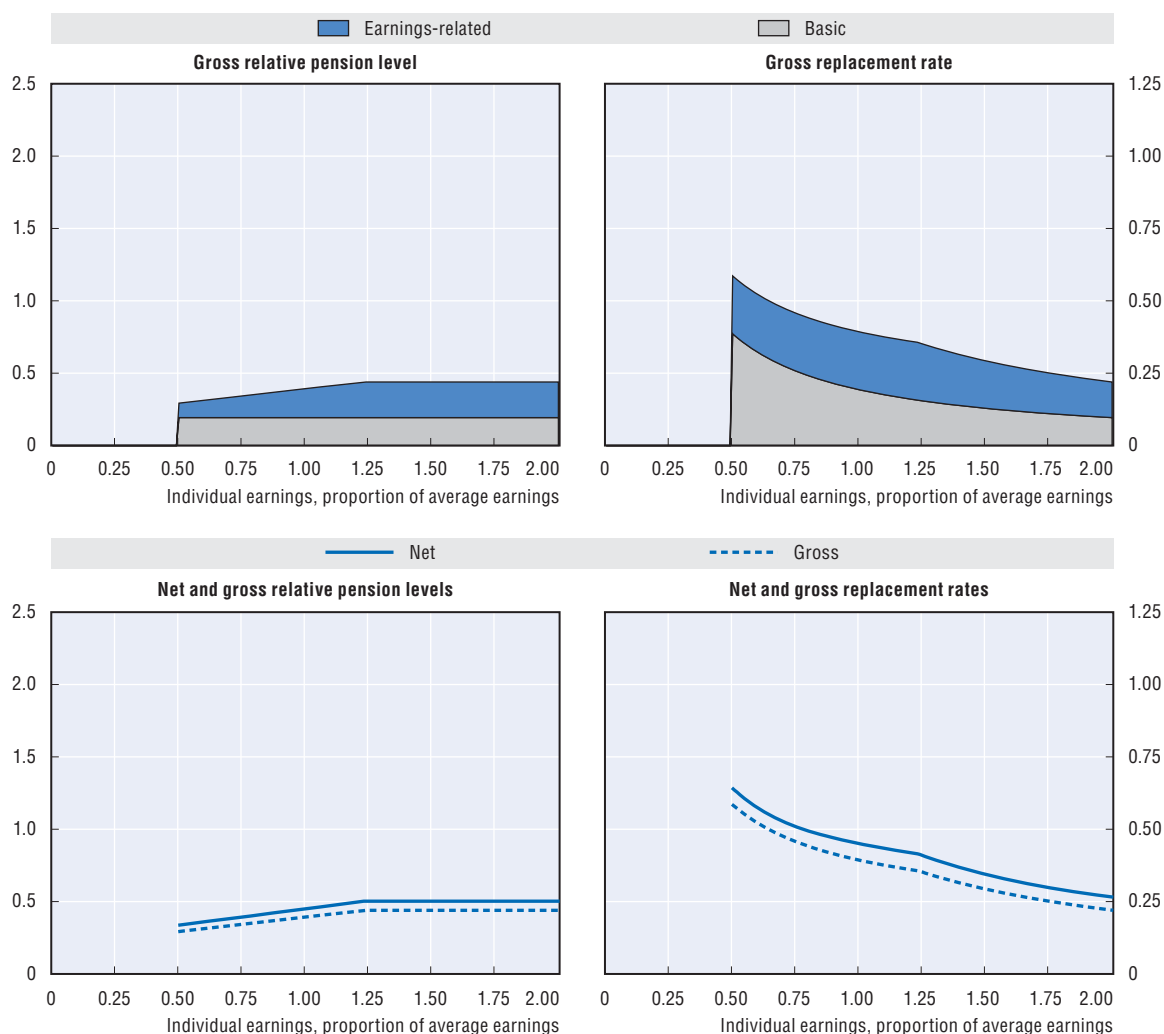 Earnings-related Basic
Gross relative pension level
2.5
2.0
1.5
1.0
0.5
0
0 0.25 0.50 0.75 1.00 1.25 1.50 1.75 2.00
Individual earnings, proportion of average earnings
Gross replacement rate
1.25
1.00
0.75
0.50
0.25
0
0 0.25 0.50 0.75 1.00 1.25 1.50 1.75 2.00
Individual earnings, proportion of average earnings
Net Gross
Net and gross relative pension levels
2.5
2.0
1.5
1.0
0.5
0
0 0.25 0.50 0.75 1.00 1.25 1.50 1.75 2.00
Individual earnings, proportion of average earnings
Net and gross replacement rates
1.25
1.00
0.75
0.50
0.25
0
0 0.25 0.50 0.75 1.00 1.25 1.50 1.75 2.00
Individual earnings, proportion of average earnings